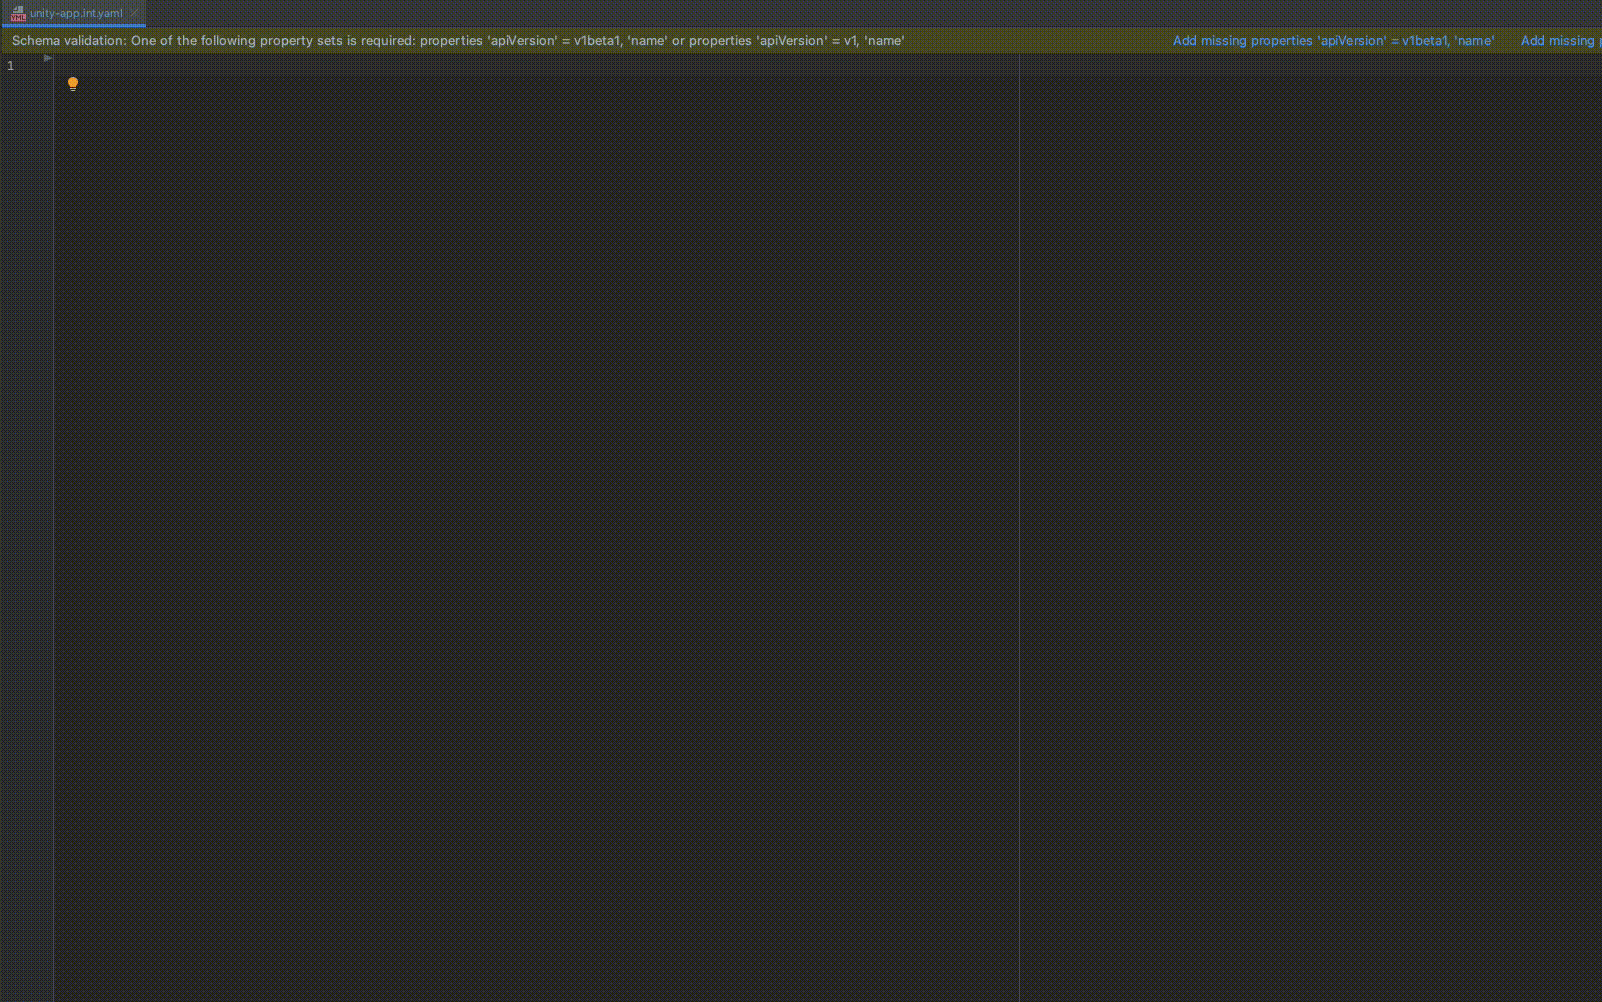 unity-app.int.yaml
Schema validation: One of the following property sets is required: properties 'apiVersion' = v1beta1, 'name' or properties 'apiVersion' = v1, 'name' Add missing properties 'apiVersion' = v1beta1, 'name' Add missing
1